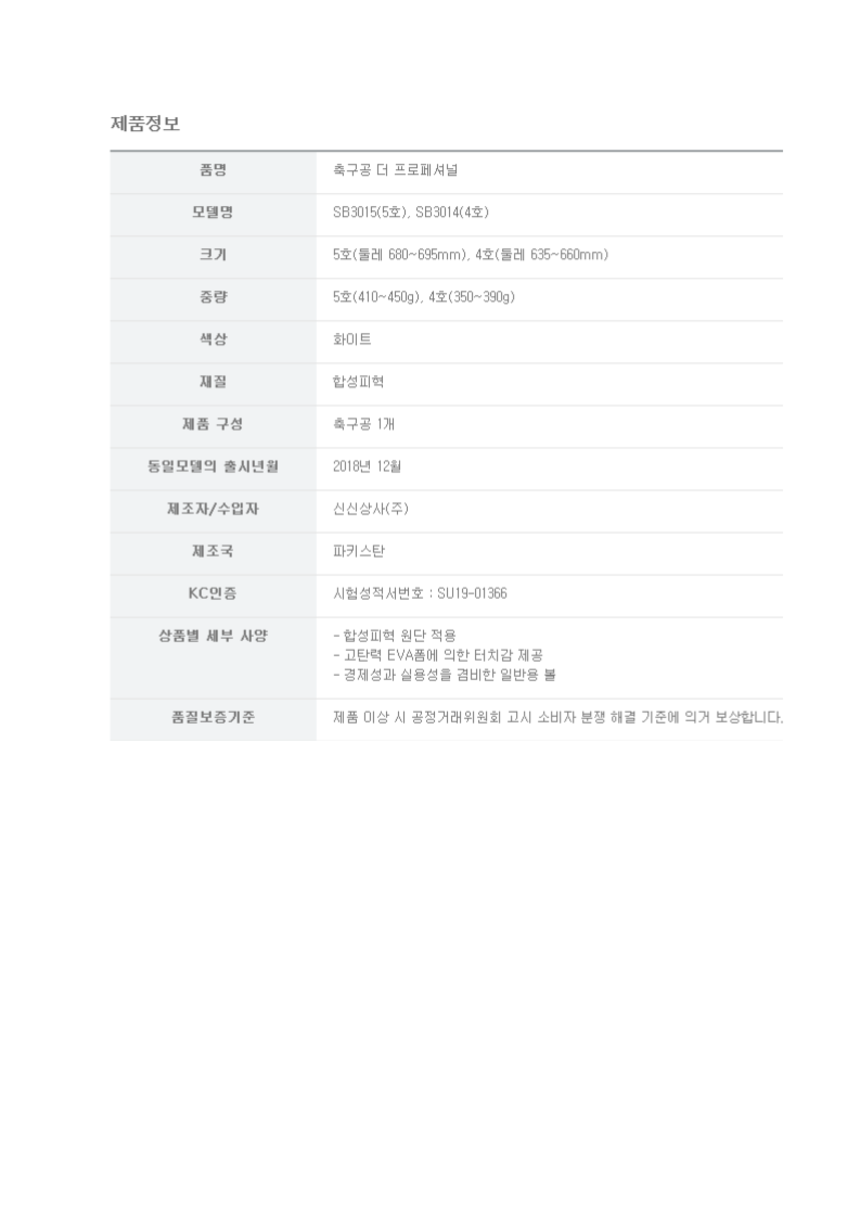 제품정보
품명 축구공 더 프로페셔널
모델명 SB3015(5호), SB3014(4호)
크기 5호(둘레 680~695mm), 4호(둘레 635~660mm)
중량 5호(410~450g), 4호(350~390g)
색상 화이트
재질 합성피혁
제품 구성 축구공 1개
동일모델의 출시년월 2018년 12월
제조자/수입자 신신상사(주)
제조국 파키스탄
KC인증 시험성적서번호 : SU19-01366
상품별 세부 사양 - 합성피혁 원단 적용
- 고탄력 EVA폼에 의한 터치감 제공
- 경제성과 실용성을 겸비한 일반용 볼
품질보증기준 제품 이상 시 공정거래위원회 고시 소비자 분쟁 해결 기준에 의거 보상합니다.